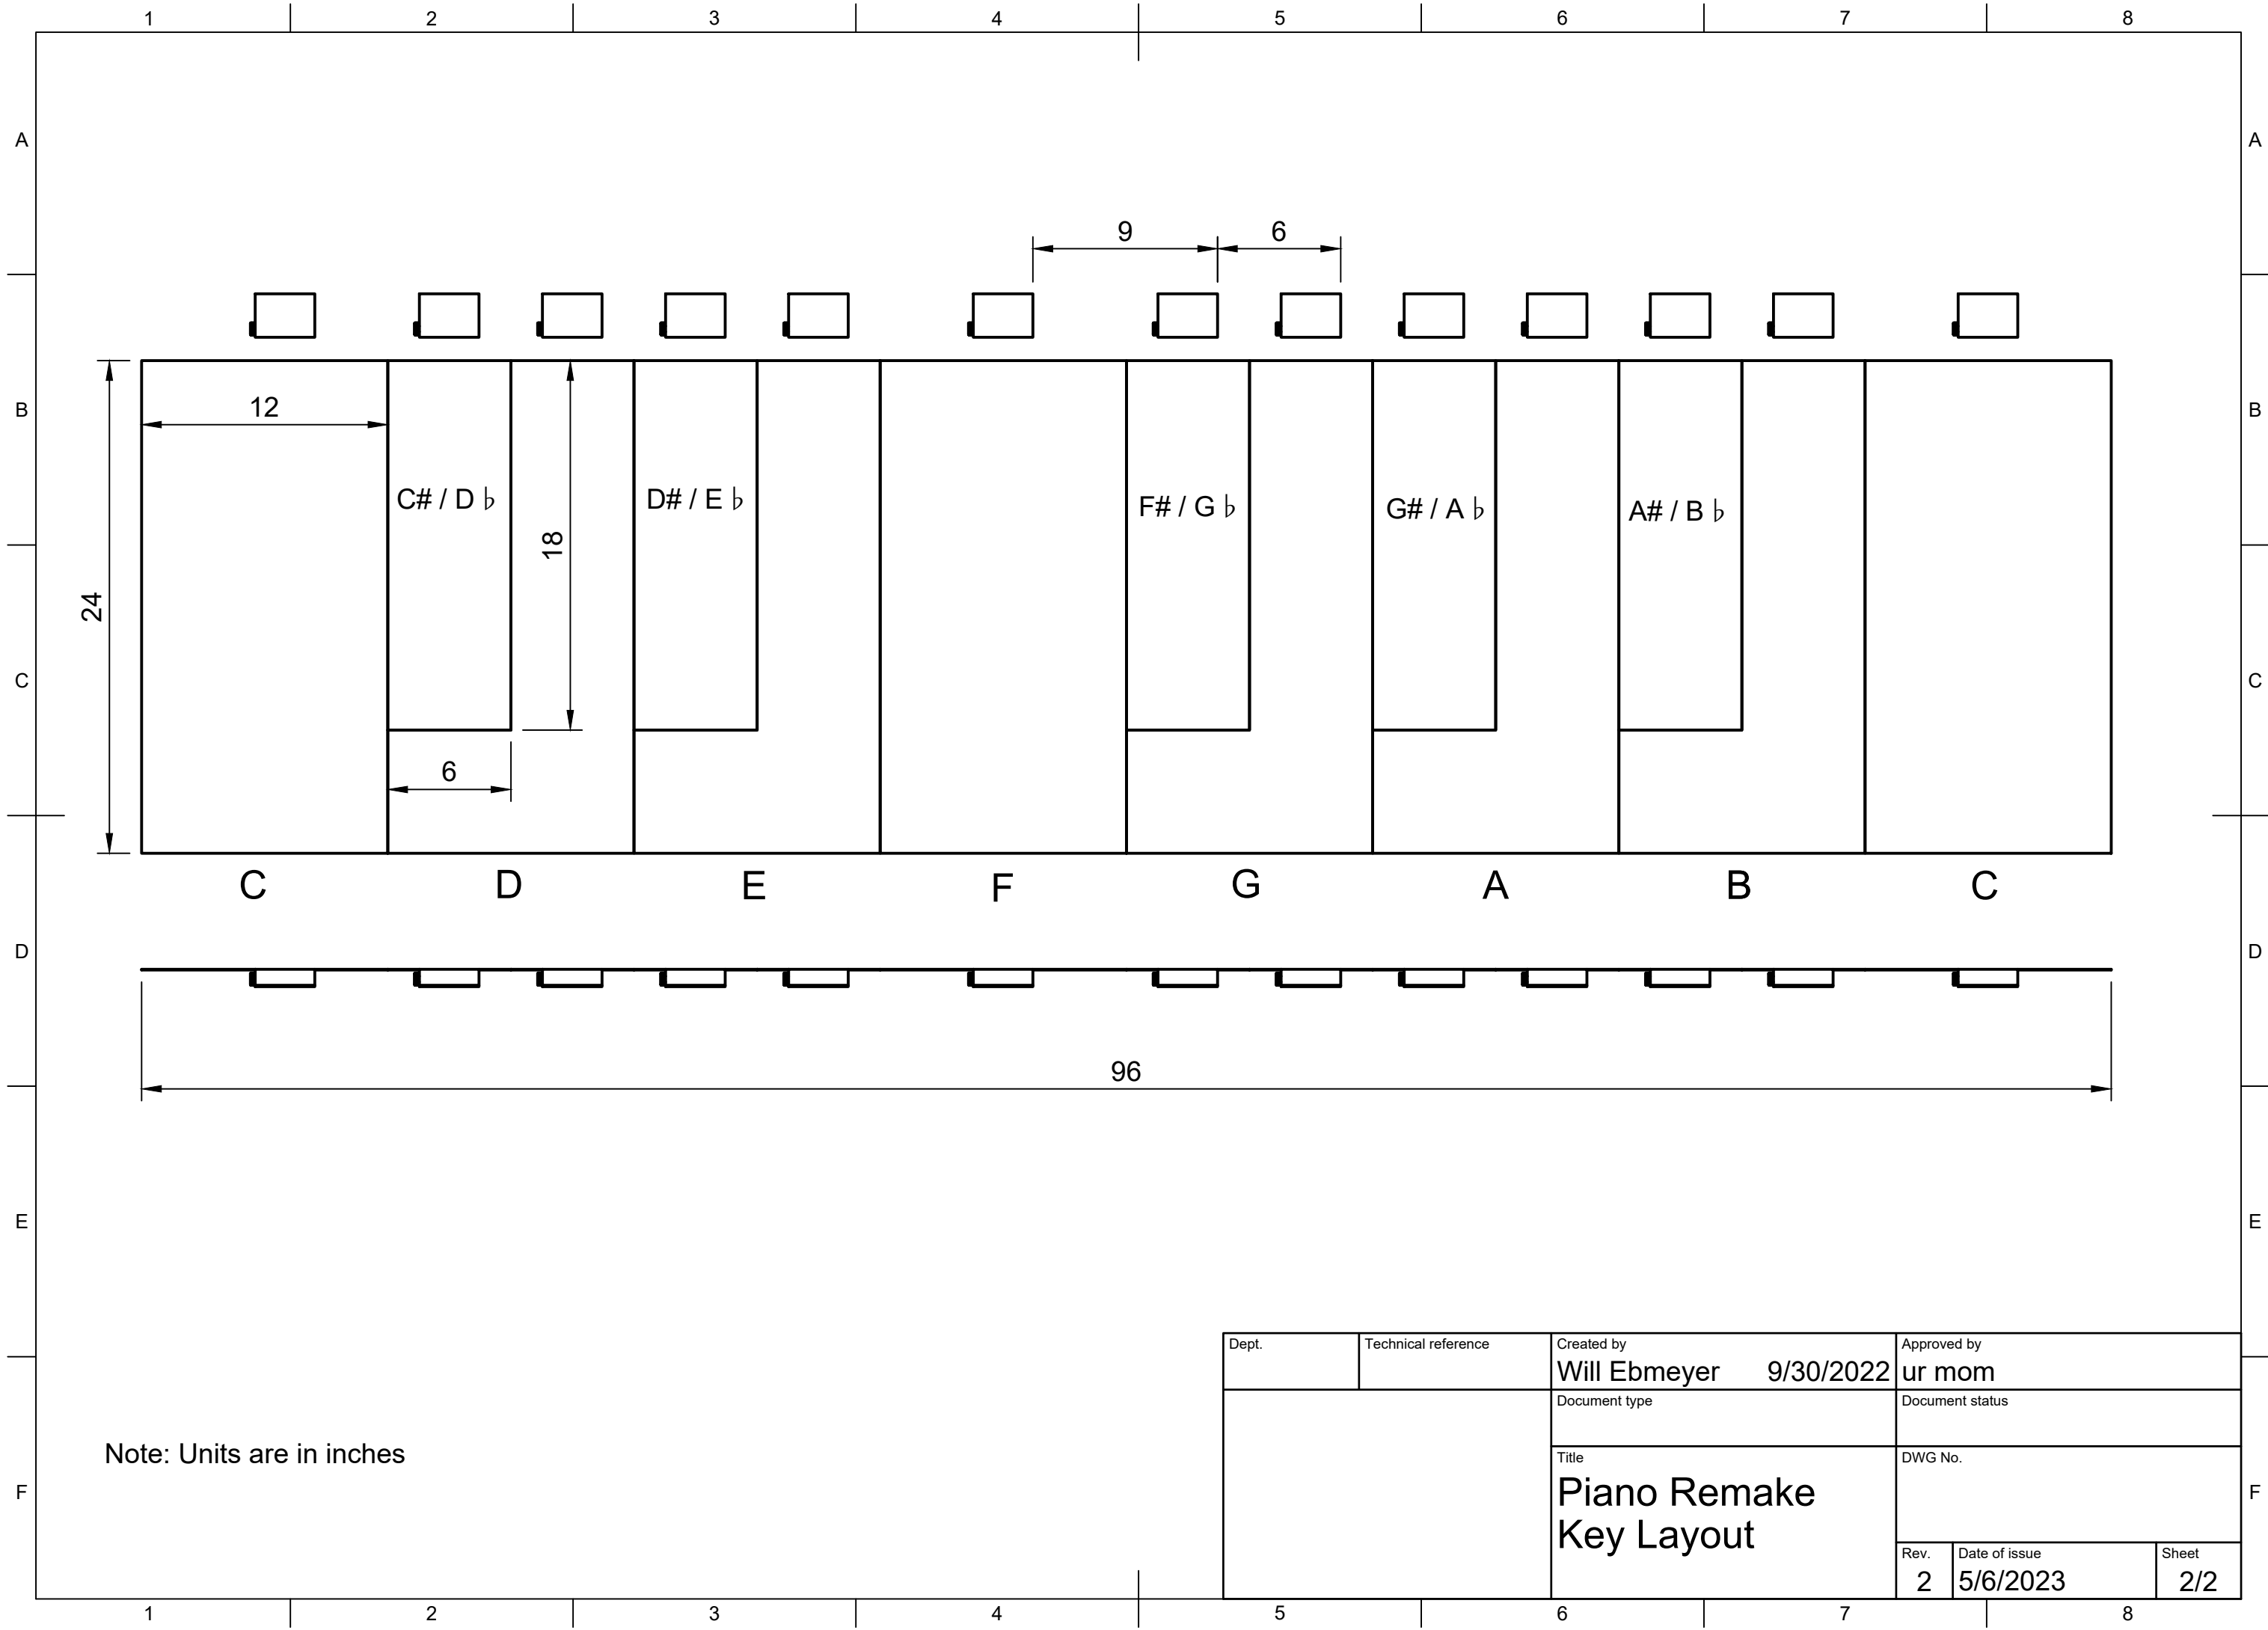 1 2 3 4 5 6 7 8
A A
9 6
B B
12
C# / D ♭ D# / E ♭ F# / G ♭ G# / A ♭ A# / B ♭
18
24
C C
6
C D E F G A B C
D D
96
E E
Dept. Technical reference Created by Approved by
Will Ebmeyer 9/30/2022 ur mom
Document type Document status
Note: Units are in inches
Title DWG No.
Piano Remake
Key Layout
F F
Rev. Date of issue Sheet
2 5/6/2023 2/2
1 2 3 4 5 6 7 8